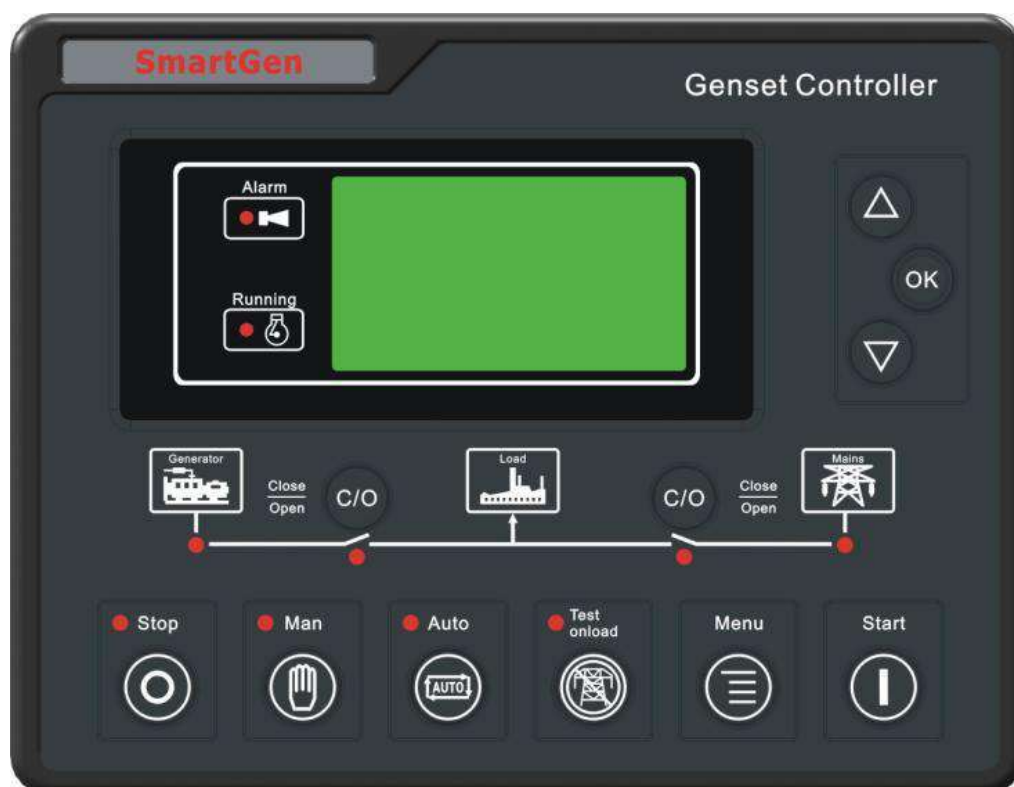 SmartGen
Genset Controller
Alarm
Running
OK
Generator
Close
Open
C/O
Load
C/O
Close
Open
Mains
Stop
Man
Auto
Test
onload
Menu
Start
AUTO